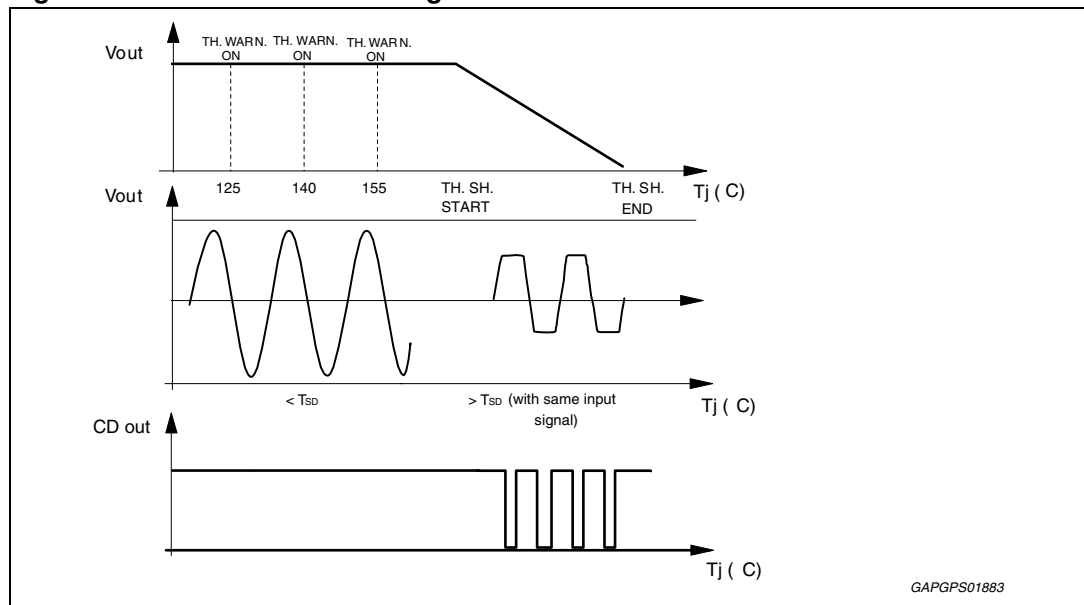 Vout
TH. WARN. TH. WARN. TH. WARN.
ON ON ON
125 140 155 TH. SH. TH. SH. Tj ( C)
START END
Vout
< TSD > TSD (with same input
signal)
Tj ( C)
CD out
Tj ( C)
GAPGPS01883